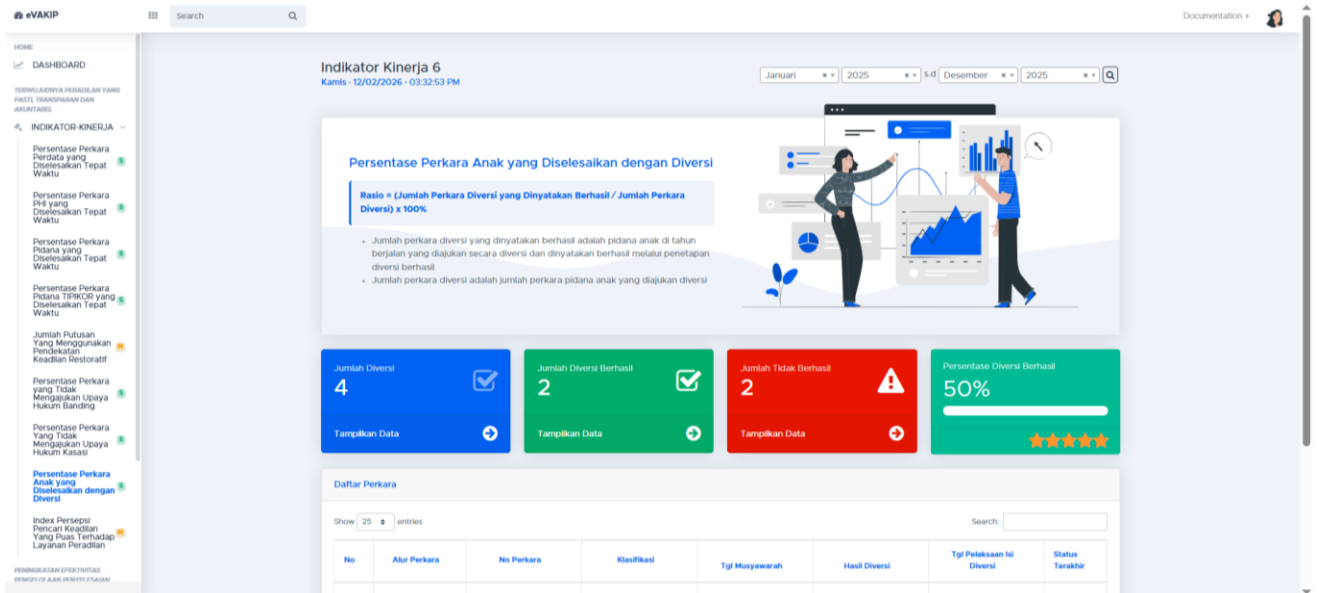 eVAKIP
Search
Documentation >
HOME
DASHBOARD
TERWUJUDNYA PERADILAN YANG
PASTI, TRANSPARAN DAN
AKUNTABEL
INDIKATOR-KINERJA
Persentase Perkara
Perdata yang
Diselesaikan Tepat
Waktu
S
Persentase Perkara
PHI yang
Diselesaikan Tepat
Waktu
S
Persentase Perkara
Pidana yang
Diselesaikan Tepat
Waktu
S
Persentase Perkara
Pidana TIPIKOR yang
Diselesaikan Tepat
Waktu
S
Jumlah Putusan
Yang Menggunakan
Pendekatan
Keadilan Restoratif
M
Persentase Perkara
yang Tidak
Mengajukan Upaya
Hukum Banding
S
Persentase Perkara
Yang Tidak
Mengajukan Upaya
Hukum Kasasi
S
Persentase Perkara
Anak yang
Diselesaikan dengan
Diversi
S
Index Persepsi
Pencari Keadilan
Yang Puas Terhadap
Layanan Peradilan
M
PENINGKATAN EFEKTIVITAS
PENGELOLAAN PENYELESAIAN
Indikator Kinerja 6
Kamis - 12/02/2026 - 03:32:53 PM
Januari × 2025 × s.d Desember × 2025 ×
Persentase Perkara Anak yang Diselesaikan dengan Diversi
Rasio = (Jumlah Perkara Diversi yang Dinyatakan Berhasil / Jumlah Perkara
Diversi) x 100%
• Jumlah perkara diversi yang dinyatakan berhasil adalah pidana anak di tahun
berjalan yang diajukan secara diversi dan dinyatakan berhasil melalui penetapan
diversi berhasil
• Jumlah perkara diversi adalah jumlah perkara pidana anak yang diajukan diversi
Jumlah Diversi
4
Tampilkan Data
Jumlah Diversi Berhasil
2
Tampilkan Data
Jumlah Tidak Berhasil
2
Tampilkan Data
Persentase Diversi Berhasil
50%
Daftar Perkara
Show 25 entries
Search:
No
Alur Perkara
No Perkara
Klasifikasi
Tgl Musyawarah
Hasil Diversi
Tgl Pelaksaan Isi
Diversi
Status
Terakhir